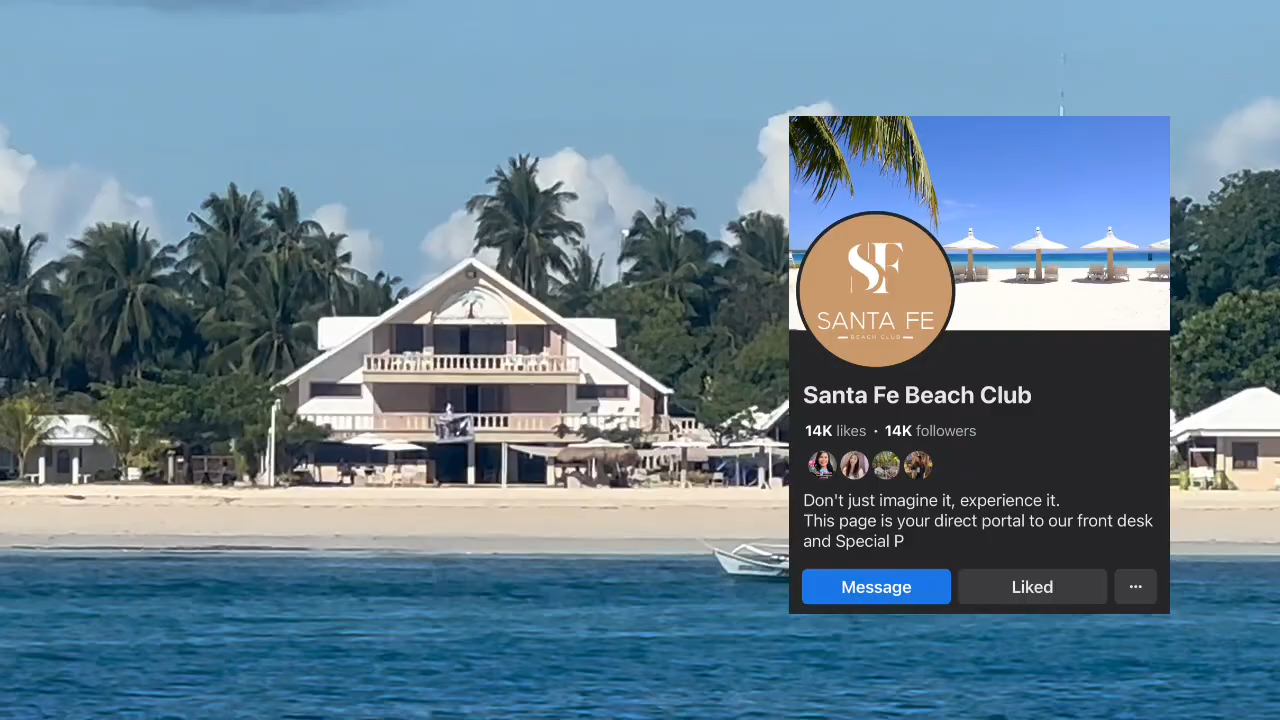 SF
SANTA FE
BEACH CLUB
Santa Fe Beach Club
14K likes · 14K followers
Don't just imagine it, experience it.
This page is your direct portal to our front desk
and Special P
Message
Liked